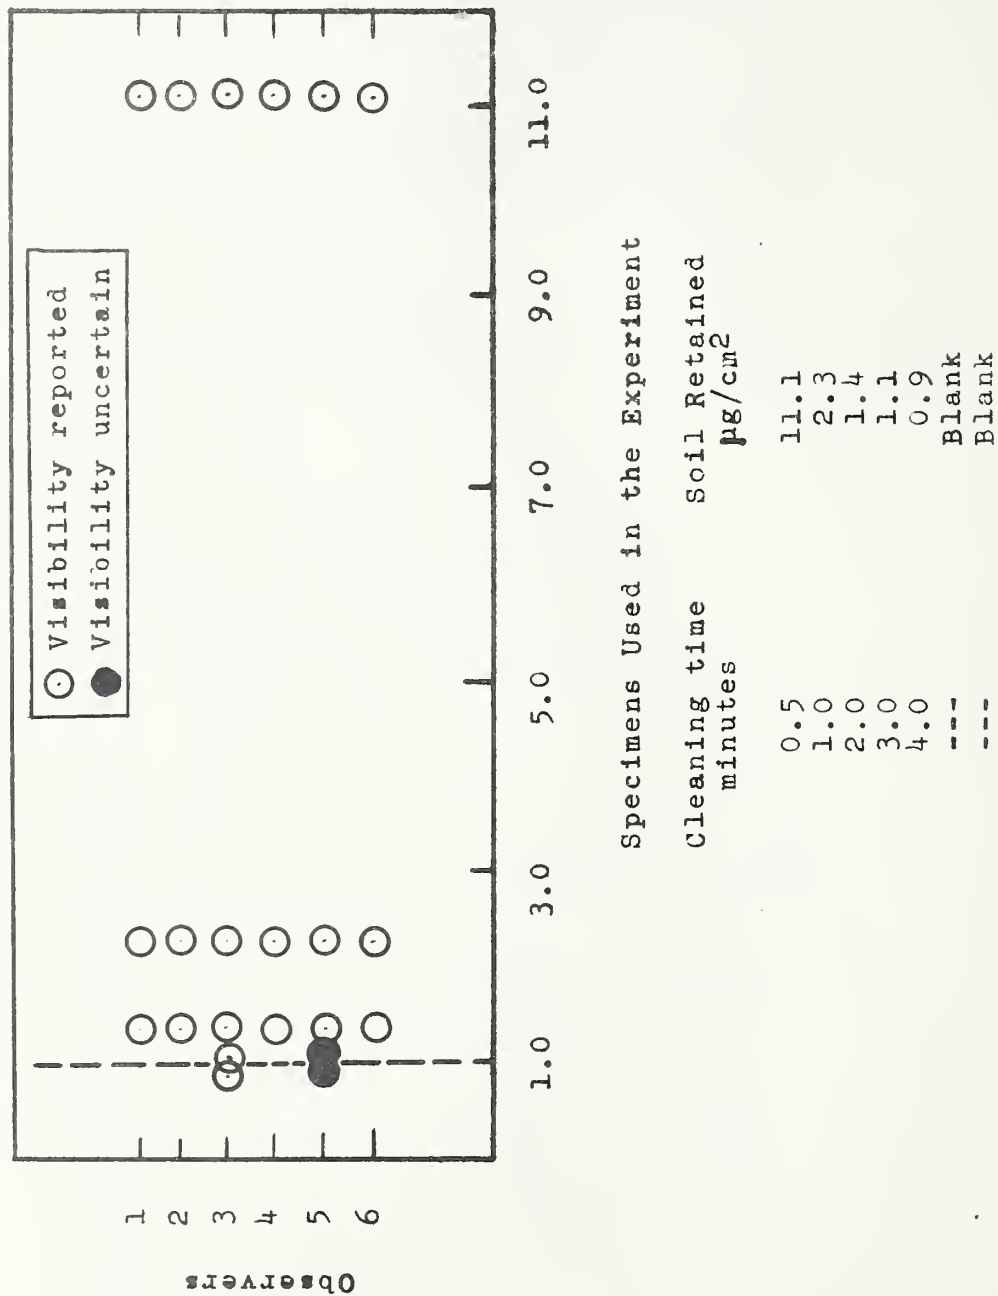 Visibility reported
Visibility uncertain
Observers
1
2
3
4
5
6
1.0 3.0 5.0 7.0 9.0 11.0
Specimens Used in the Experiment
Cleaning time Soil Retained
minutes µg/cm2
0.5 11.1
1.0 2.3
2.0 1.4
3.0 1.1
4.0 0.9
--- Blank
--- Blank